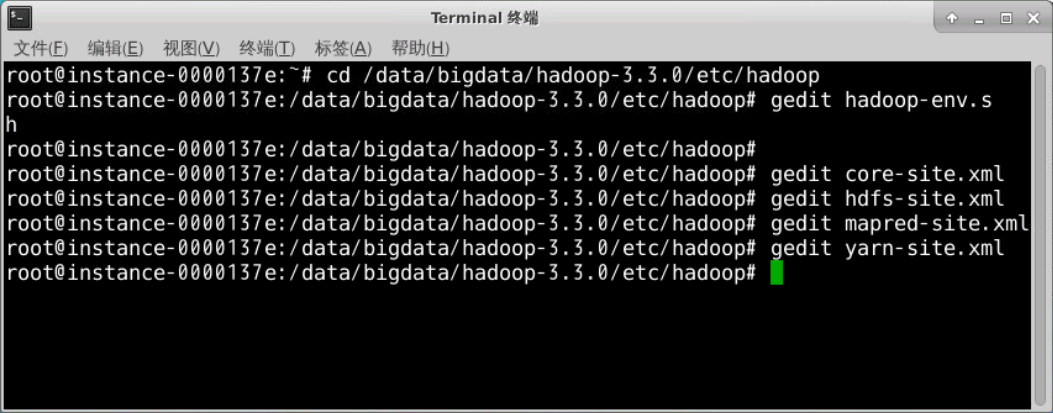 Terminal 终端
文件(F) 编辑(E) 视图(V) 终端(T) 标签(A) 帮助(H)
root@instance-0000137e:~# cd /data/bigdata/hadoop-3.3.0/etc/hadoop
root@instance-0000137e:/data/bigdata/hadoop-3.3.0/etc/hadoop# gedit hadoop-env.s
h
root@instance-0000137e:/data/bigdata/hadoop-3.3.0/etc/hadoop#
root@instance-0000137e:/data/bigdata/hadoop-3.3.0/etc/hadoop# gedit core-site.xml
root@instance-0000137e:/data/bigdata/hadoop-3.3.0/etc/hadoop# gedit hdfs-site.xml
root@instance-0000137e:/data/bigdata/hadoop-3.3.0/etc/hadoop# gedit mapred-site.xml
root@instance-0000137e:/data/bigdata/hadoop-3.3.0/etc/hadoop# gedit yarn-site.xml
root@instance-0000137e:/data/bigdata/hadoop-3.3.0/etc/hadoop#